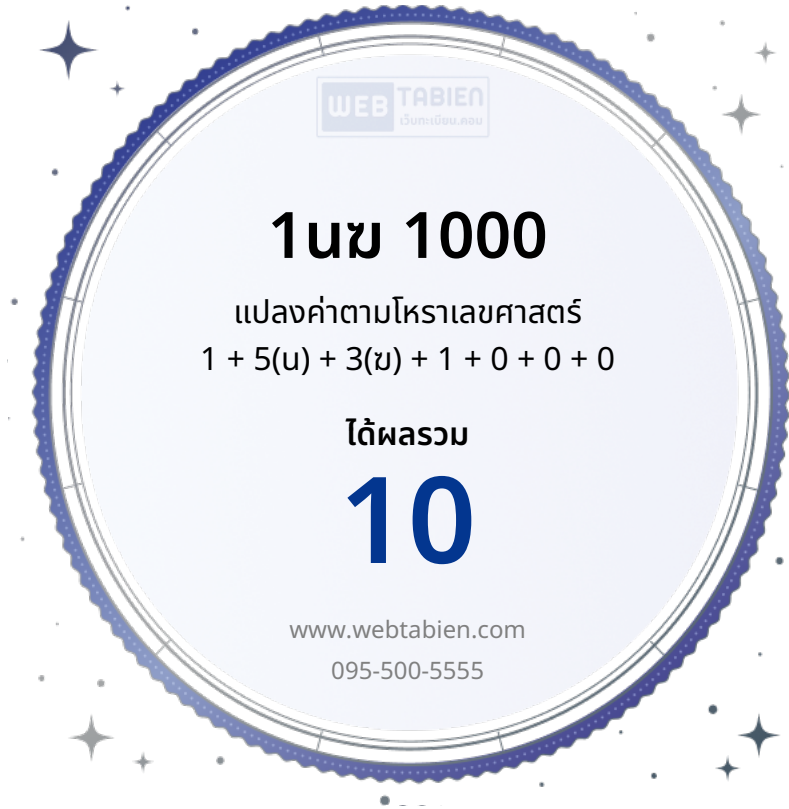 WEB TABIEN
เว็บทะเบียน.คอม
1นฆ 1000
แปลงค่าตามโหราเลขศาสตร์
1 + 5(น) + 3(ฆ) + 1 + 0 + 0 + 0
ได้ผลรวม
10
www.webtabien.com
095-500-5555